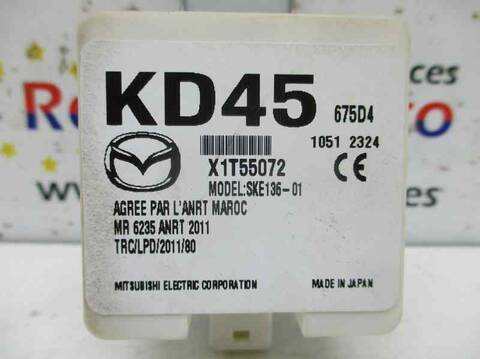 KD45 675D4
1051 2324
X1T55072
MODEL:SKE136-01
CE
AGREE PAR L'ANRT MAROC
MR 6235 ANRT 2011
TRC/LPD/2011/80
MITSUBISHI ELECTRIC CORPORATION MADE IN JAPAN